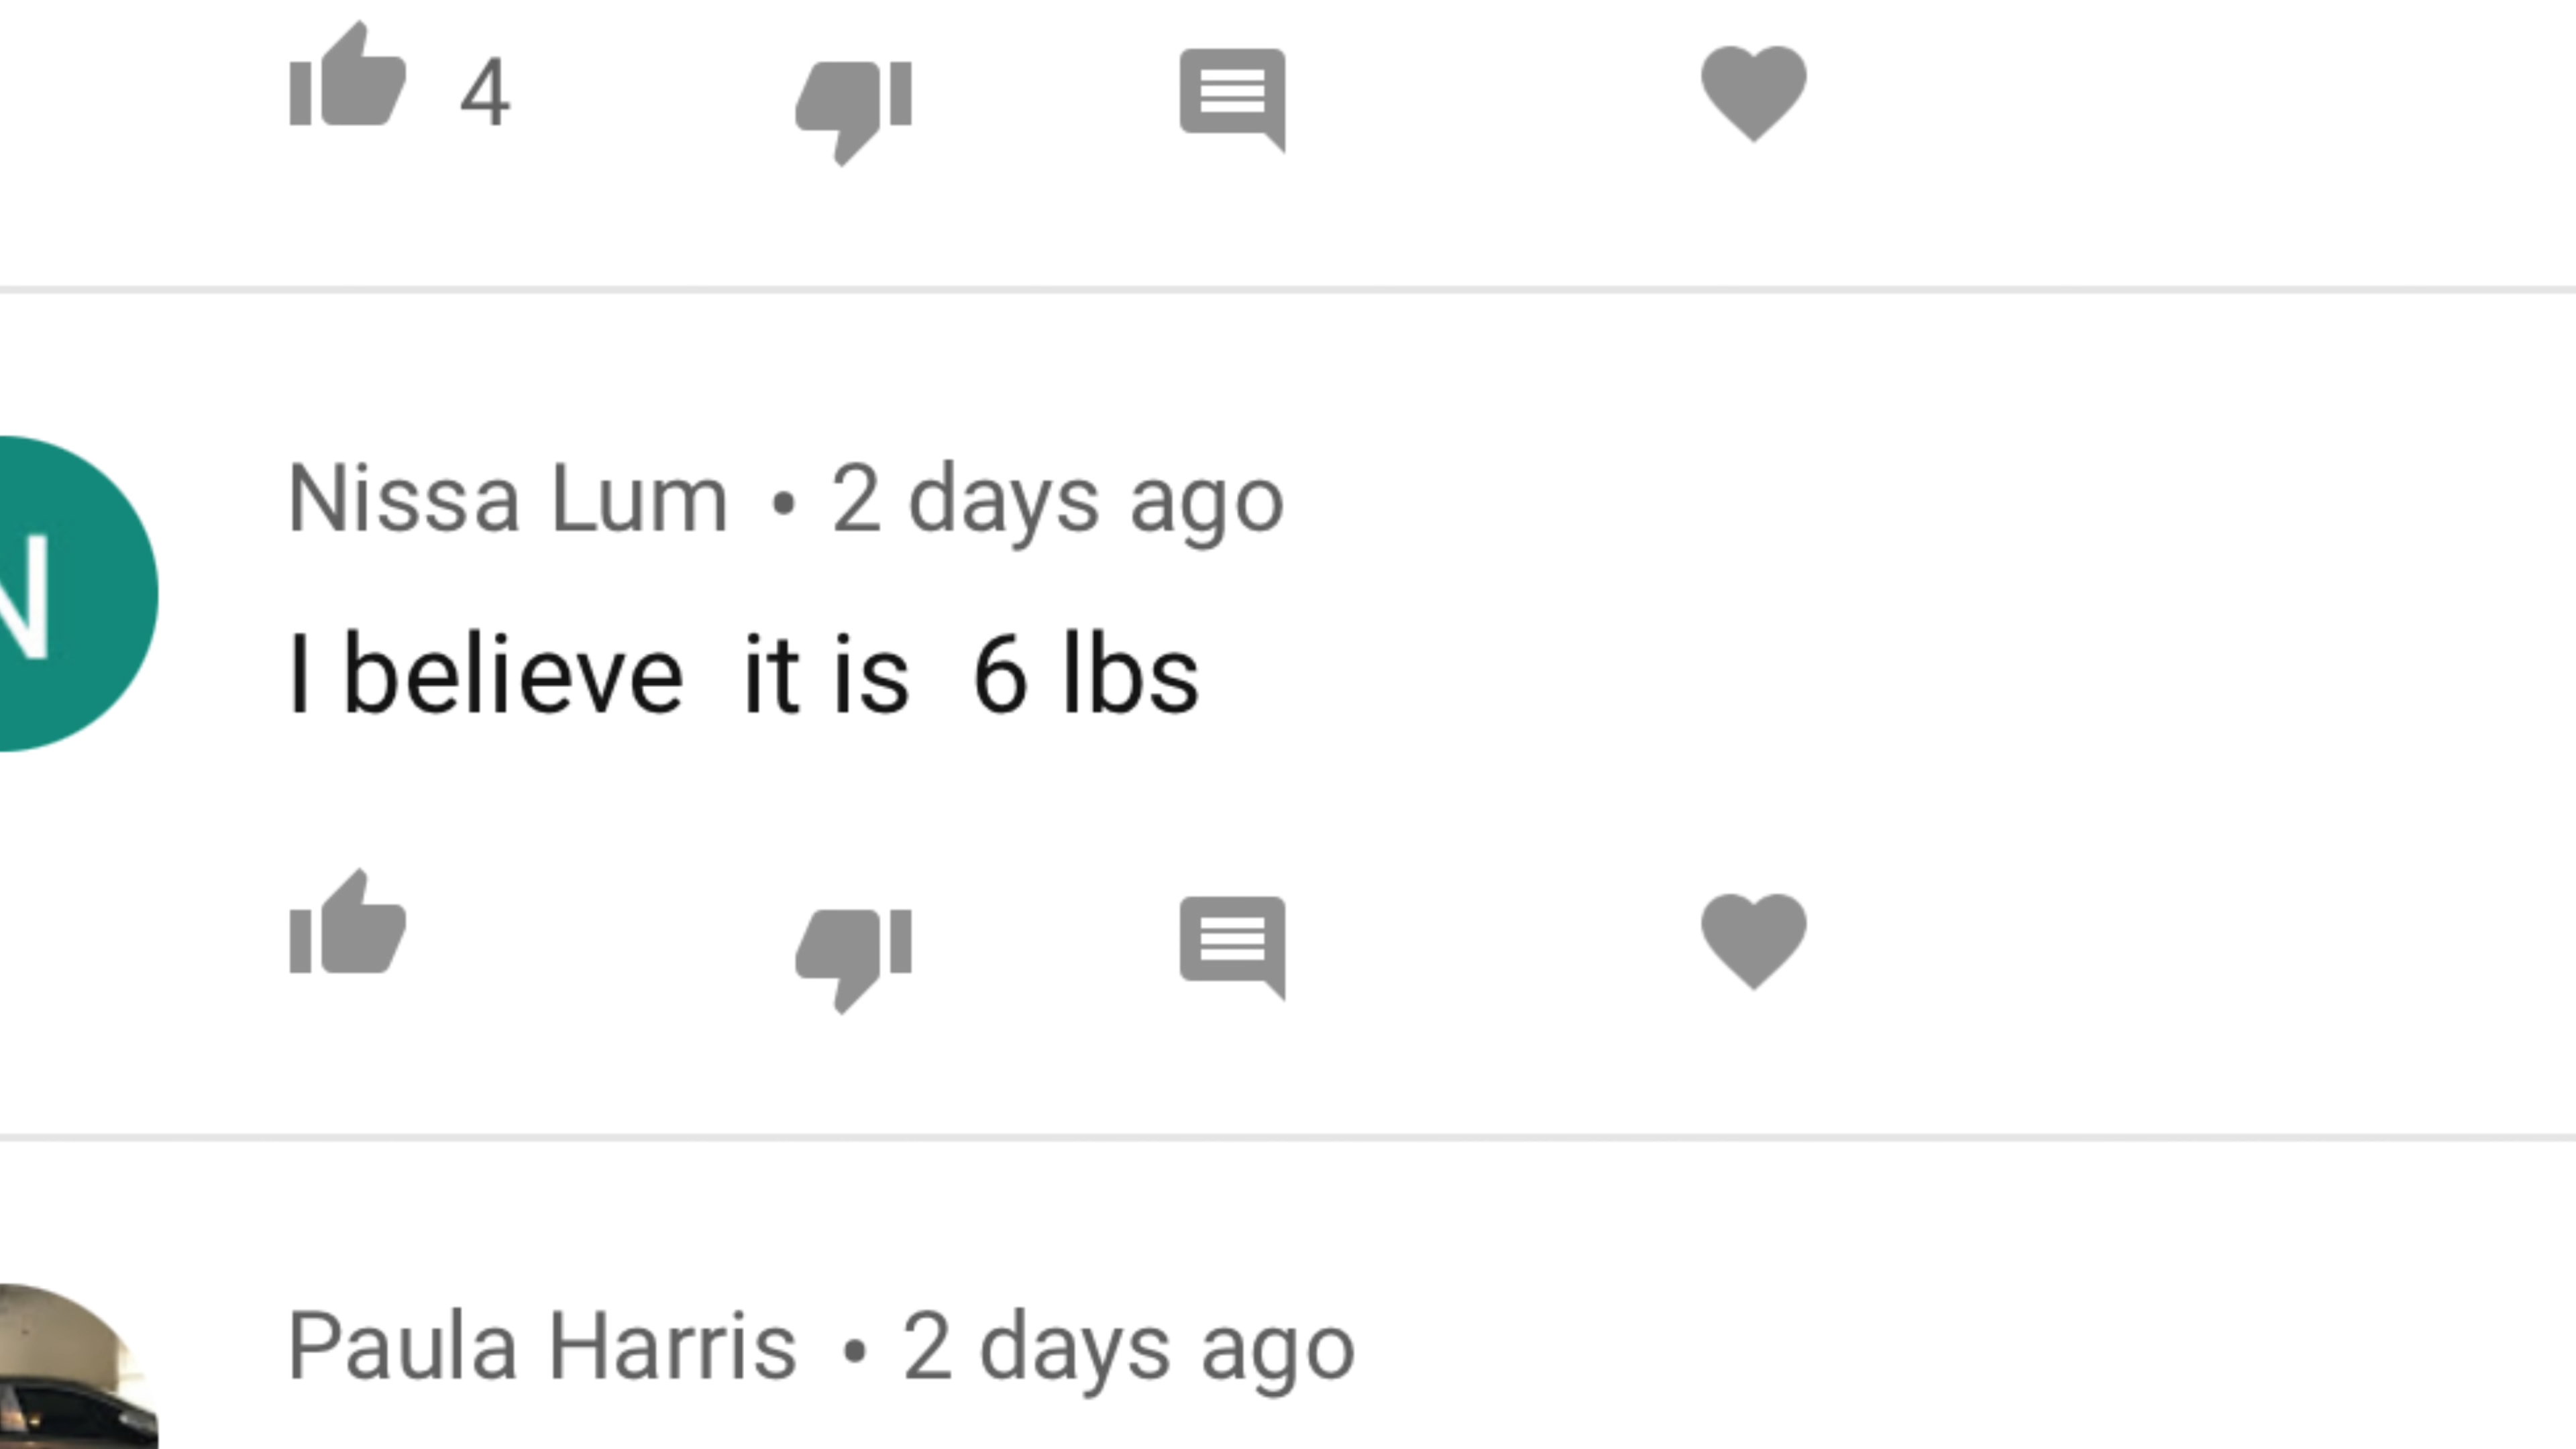 4
N
Nissa Lum • 2 days ago
I believe  it is  6 lbs
Paula Harris • 2 days ago